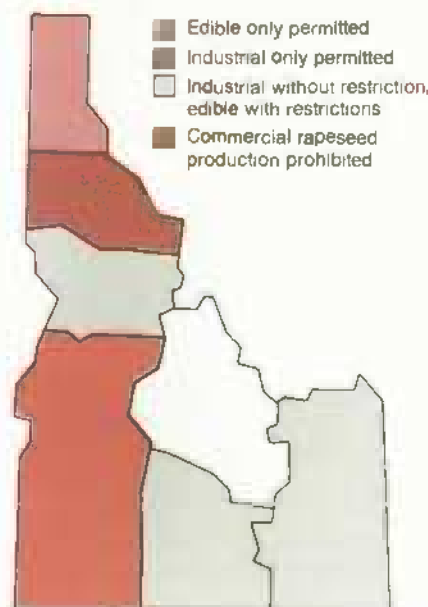 Edible only permitted
Industrial only permitted
Industrial without restriction,
edible with restrictions
Commercial rapeseed
production prohibited